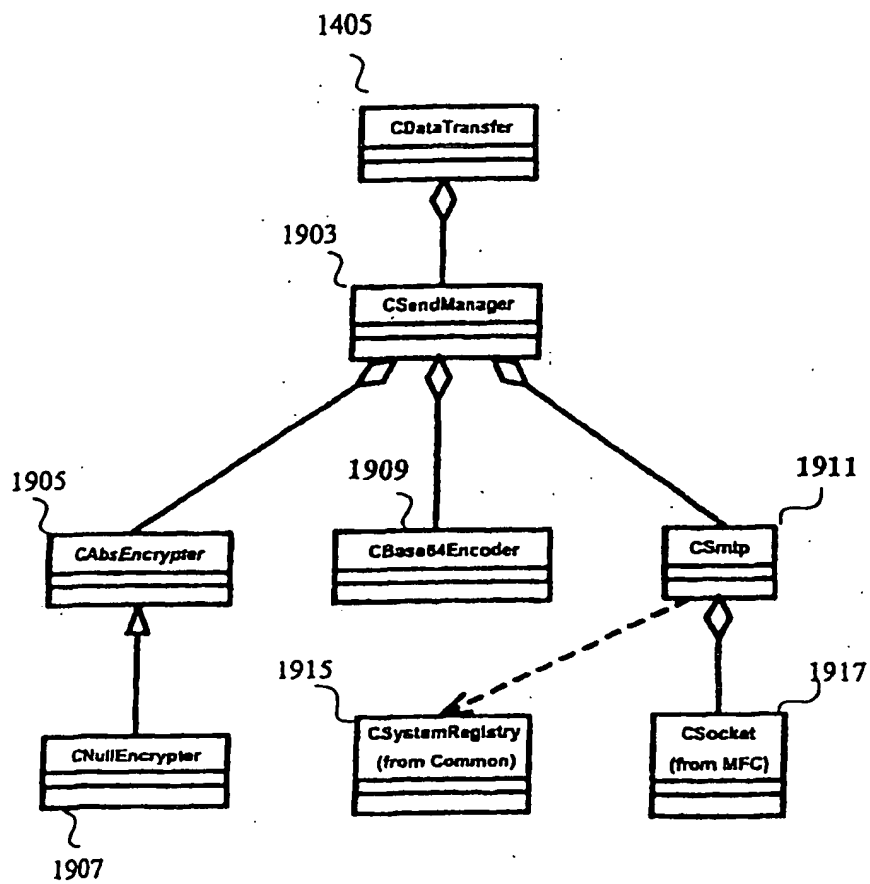 1405
CDataTransfer
1903
CSendManager
1905
1909
1911
CAbsEncrypter
CBase64Encoder
CSmtp
1915
1917
CSystemRegistry
(from Common)
CSocket
(from MFC)
CNullEncrypter
1907